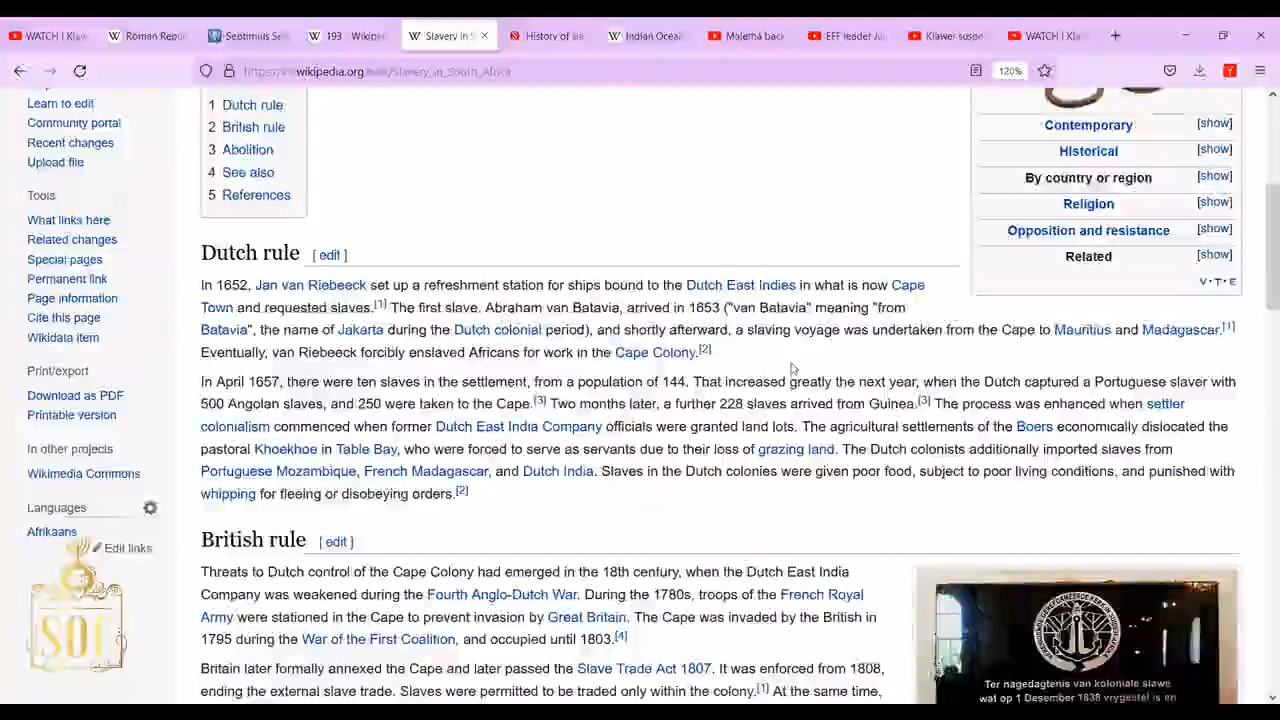 WATCH | Klaw
Roman Repu
Septimius Se
193 - Wikipe
Slavery in S
History of sla
Indian Ocea
Malema back
EFF leader Ju
Klawer suspe
WATCH | Kla
wikipedia.org/wiki/Slavery_in_South_Africa
120%
Learn to edit
Community portal
Recent changes
Upload file
Tools
What links here
Related changes
Special pages
Permanent link
Page information
Cite this page
Wikidata item
Print/export
Download as PDF
Printable version
In other projects
Wikimedia Commons
Languages
Afrikaans
Edit links
SOF
1 Dutch rule
2 British rule
3 Abolition
4 See also
5 References
Contemporary [show]
Historical [show]
By country or region [show]
Religion [show]
Opposition and resistance [show]
Related [show]
V · T · E
Dutch rule [ edit ]
In 1652, Jan van Riebeeck set up a refreshment station for ships bound to the Dutch East Indies in what is now Cape
Town and requested slaves.[1] The first slave, Abraham van Batavia, arrived in 1653 ("van Batavia" meaning "from
Batavia", the name of Jakarta during the Dutch colonial period), and shortly afterward, a slaving voyage was undertaken from the Cape to Mauritius and Madagascar.[1]
Eventually, van Riebeeck forcibly enslaved Africans for work in the Cape Colony.[2]
In April 1657, there were ten slaves in the settlement, from a population of 144. That increased greatly the next year, when the Dutch captured a Portuguese slaver with
500 Angolan slaves, and 250 were taken to the Cape.[3] Two months later, a further 228 slaves arrived from Guinea.[3] The process was enhanced when settler
colonialism commenced when former Dutch East India Company officials were granted land lots. The agricultural settlements of the Boers economically dislocated the
pastoral Khoekhoe in Table Bay, who were forced to serve as servants due to their loss of grazing land. The Dutch colonists additionally imported slaves from
Portuguese Mozambique, French Madagascar, and Dutch India. Slaves in the Dutch colonies were given poor food, subject to poor living conditions, and punished with
whipping for fleeing or disobeying orders.[2]
British rule [ edit ]
Threats to Dutch control of the Cape Colony had emerged in the 18th century, when the Dutch East India
Company was weakened during the Fourth Anglo-Dutch War. During the 1780s, troops of the French Royal
Army were stationed in the Cape to prevent invasion by Great Britain. The Cape was invaded by the British in
1795 during the War of the First Coalition, and occupied until 1803.[4]
Britain later formally annexed the Cape and later passed the Slave Trade Act 1807. It was enforced from 1808,
ending the external slave trade. Slaves were permitted to be traded only within the colony.[1] At the same time,
Ter nagedagtenis van koloniale slawe
wat op 1 Desember 1838 vrygestel is en